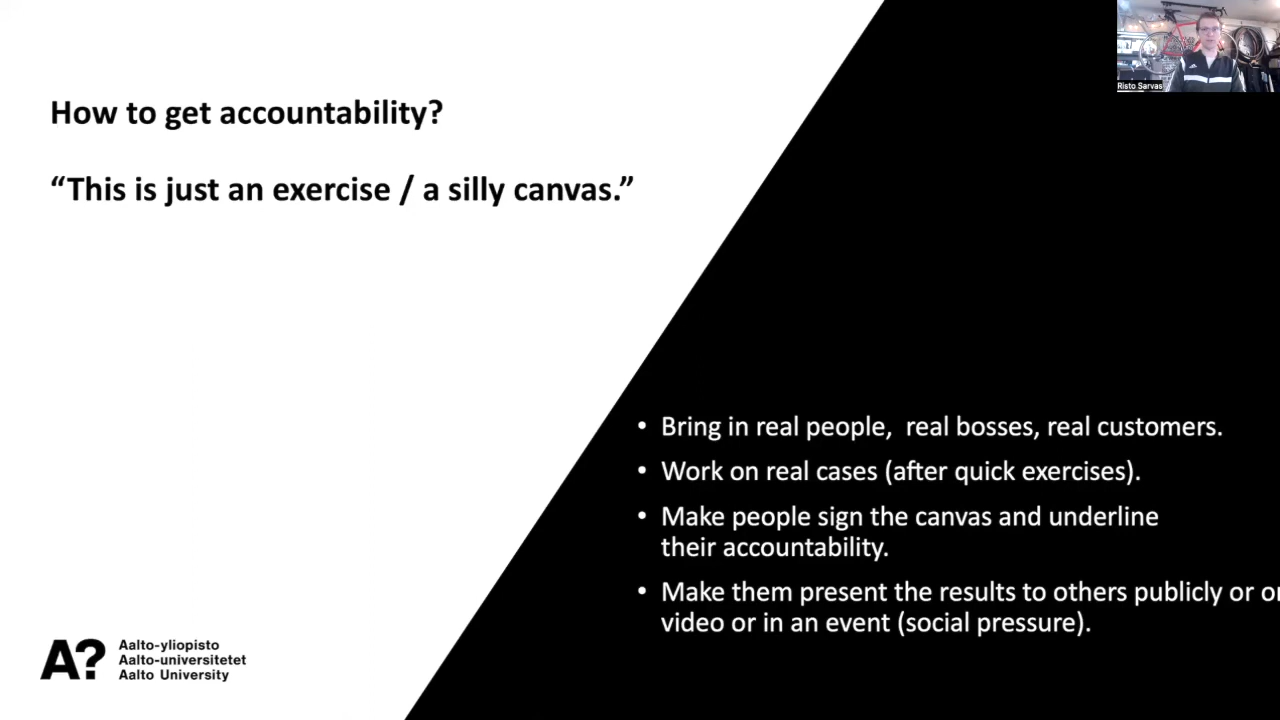 Risto Sarvas
How to get accountability?
“This is just an exercise / a silly canvas.”
• Bring in real people,  real bosses, real customers.
• Work on real cases (after quick exercises).
• Make people sign the canvas and underline
their accountability.
• Make them present the results to others publicly or
video or in an event (social pressure).
A?
Aalto-yliopisto
Aalto-universitetet
Aalto University